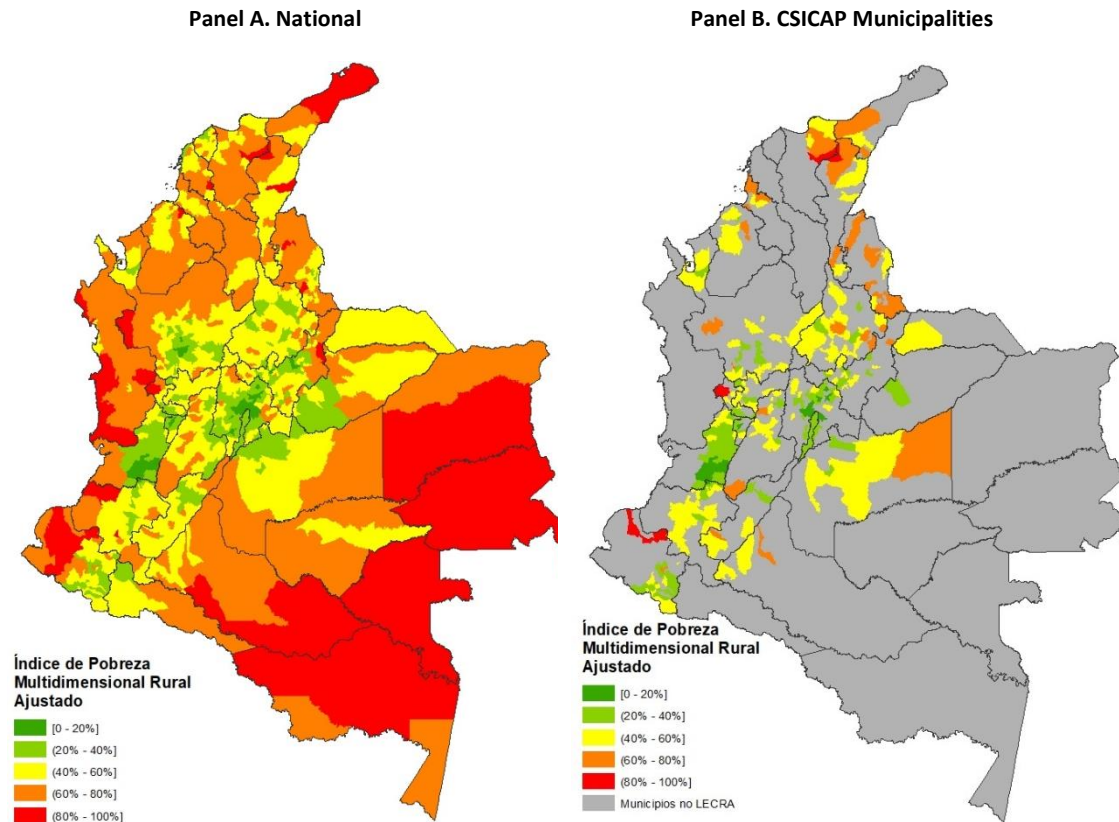 Panel A. National
Panel B. CSICAP Municipalities
Índice de Pobreza
Multidimensional Rural
Ajustado
[0 - 20%]
(20% - 40%]
(40% - 60%]
(60% - 80%]
(80% - 100%]
Índice de Pobreza
Multidimensional Rural
Ajustado
[0 - 20%]
(20% - 40%]
(40% - 60%]
(60% - 80%]
(80% - 100%]
Municipios no LECRA